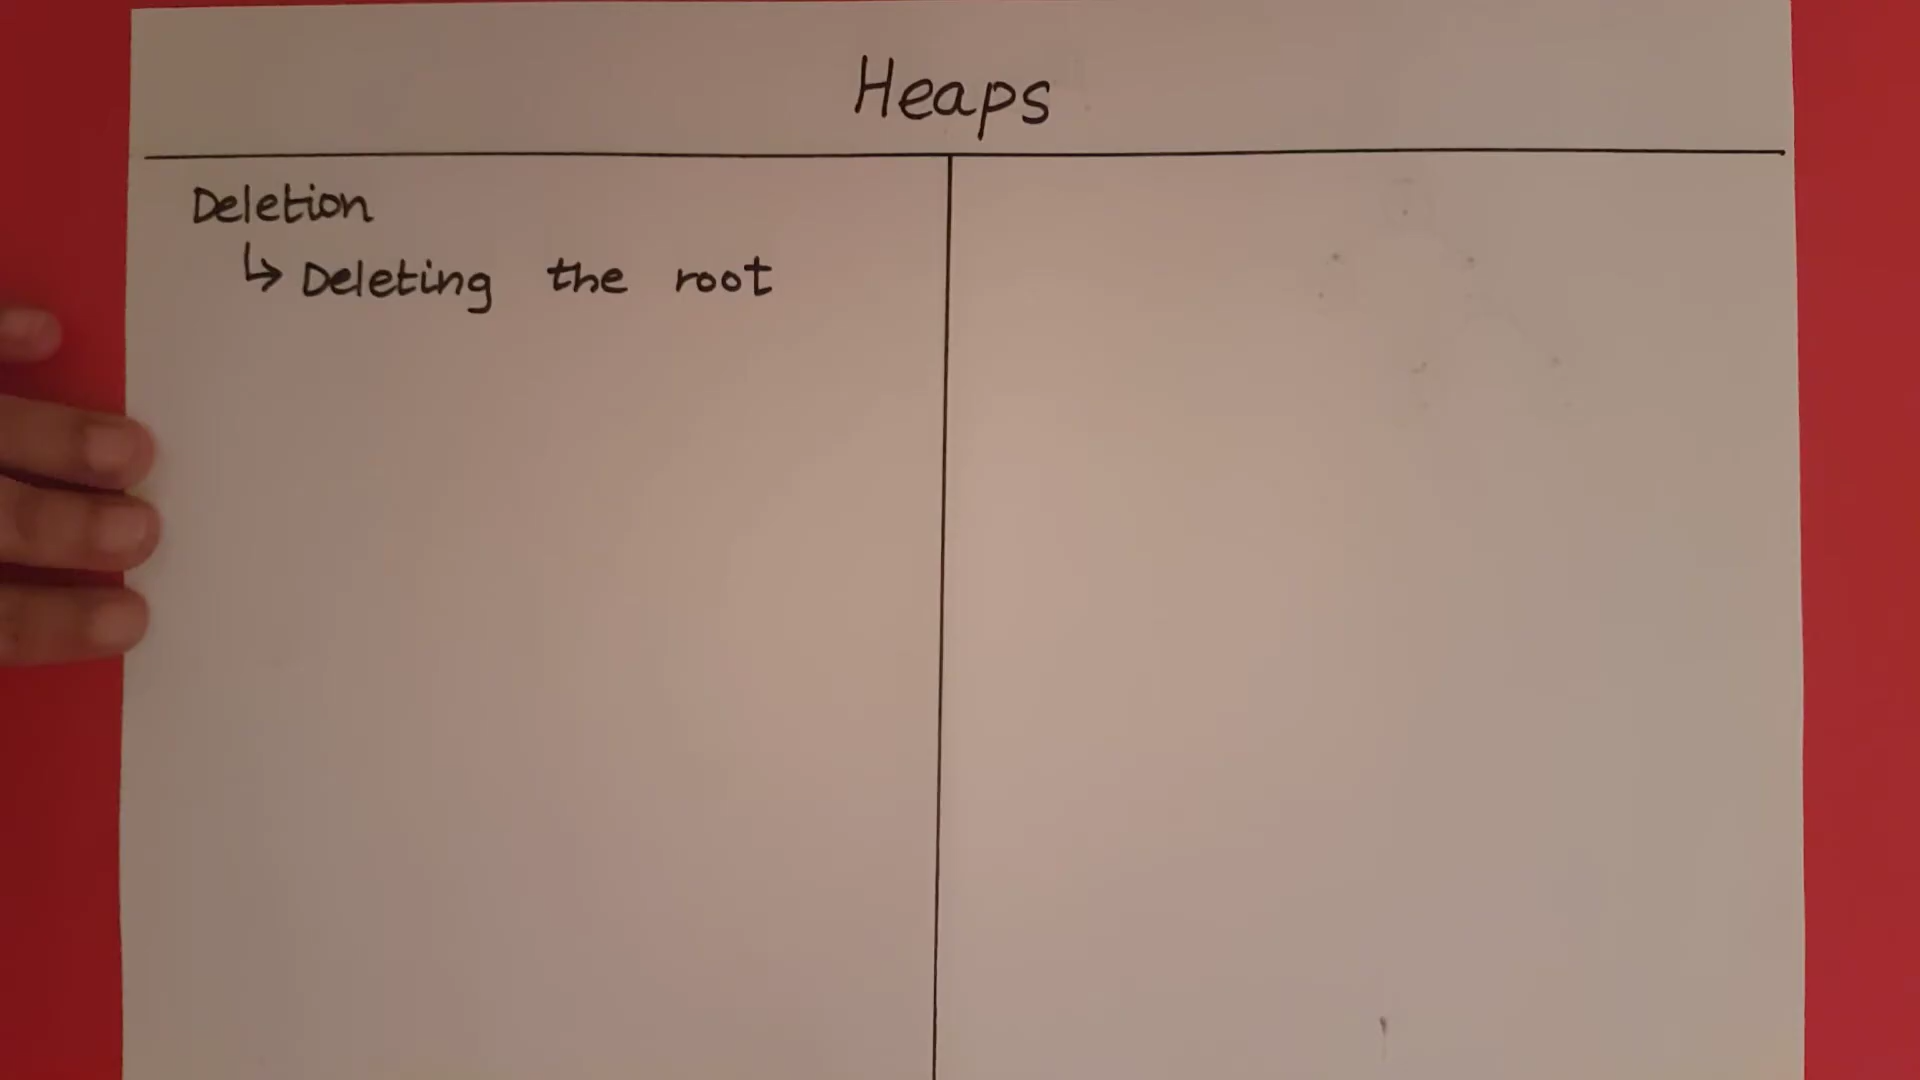 Heaps
Deletion
↳ Deleting the root